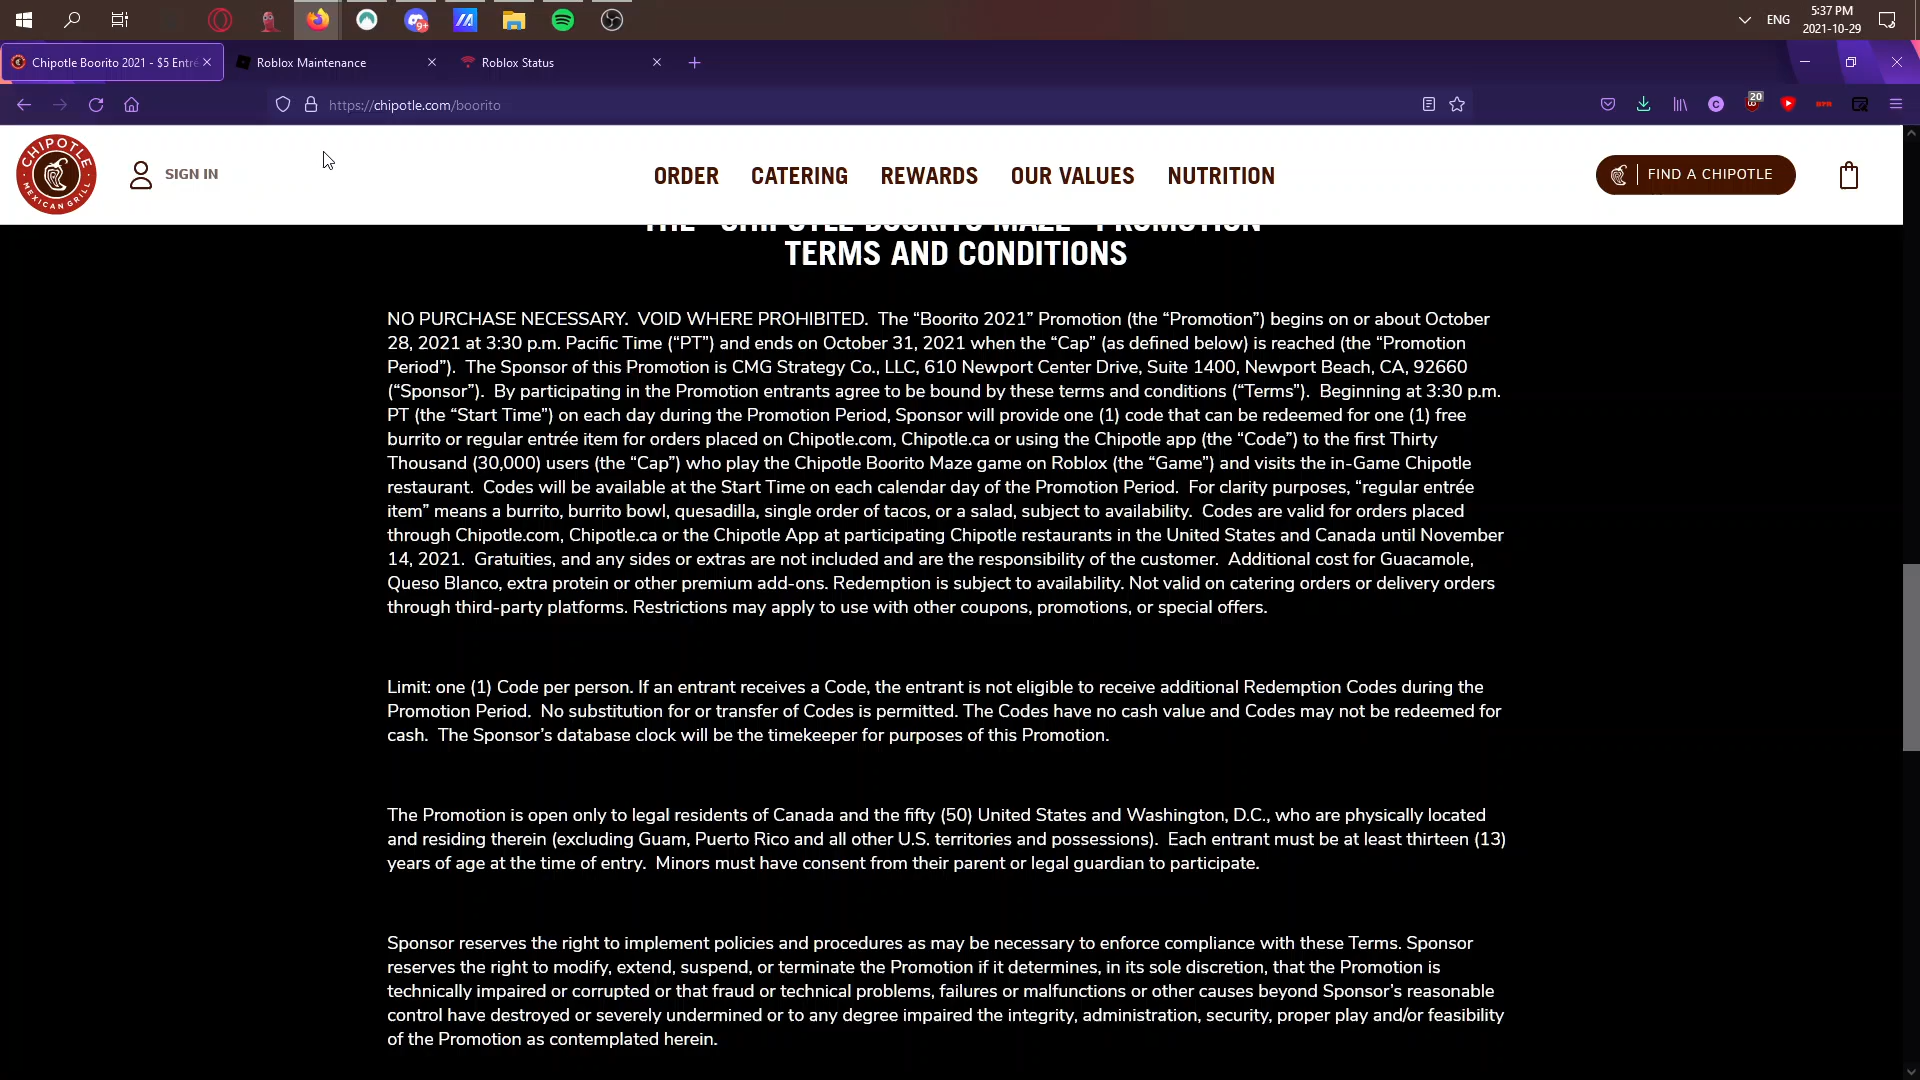 ENG
5:37 PM
2021-10-29
9+
Chipotle Boorito 2021 - $5 Entré
Roblox Maintenance
Roblox Status
https://chipotle.com/boorito
20
CHIPOTLE
MEXICAN GRILL
SIGN IN
ORDER
CATERING
REWARDS
OUR VALUES
NUTRITION
FIND A CHIPOTLE
THE “CHIPOTLE BOORITO MAZE” PROMOTION
TERMS AND CONDITIONS
NO PURCHASE NECESSARY.  VOID WHERE PROHIBITED.  The “Boorito 2021” Promotion (the “Promotion”) begins on or about October
28, 2021 at 3:30 p.m. Pacific Time (“PT”) and ends on October 31, 2021 when the “Cap” (as defined below) is reached (the “Promotion
Period”).  The Sponsor of this Promotion is CMG Strategy Co., LLC, 610 Newport Center Drive, Suite 1400, Newport Beach, CA, 92660
(“Sponsor”).  By participating in the Promotion entrants agree to be bound by these terms and conditions (“Terms”).  Beginning at 3:30 p.m.
PT (the “Start Time”) on each day during the Promotion Period, Sponsor will provide one (1) code that can be redeemed for one (1) free
burrito or regular entrée item for orders placed on Chipotle.com, Chipotle.ca or using the Chipotle app (the “Code”) to the first Thirty
Thousand (30,000) users (the “Cap”) who play the Chipotle Boorito Maze game on Roblox (the “Game”) and visits the in-Game Chipotle
restaurant.  Codes will be available at the Start Time on each calendar day of the Promotion Period.  For clarity purposes, “regular entrée
item” means a burrito, burrito bowl, quesadilla, single order of tacos, or a salad, subject to availability.  Codes are valid for orders placed
through Chipotle.com, Chipotle.ca or the Chipotle App at participating Chipotle restaurants in the United States and Canada until November
14, 2021.  Gratuities, and any sides or extras are not included and are the responsibility of the customer.  Additional cost for Guacamole,
Queso Blanco, extra protein or other premium add-ons. Redemption is subject to availability. Not valid on catering orders or delivery orders
through third-party platforms. Restrictions may apply to use with other coupons, promotions, or special offers.
Limit: one (1) Code per person. If an entrant receives a Code, the entrant is not eligible to receive additional Redemption Codes during the
Promotion Period.  No substitution for or transfer of Codes is permitted. The Codes have no cash value and Codes may not be redeemed for
cash.  The Sponsor’s database clock will be the timekeeper for purposes of this Promotion.
The Promotion is open only to legal residents of Canada and the fifty (50) United States and Washington, D.C., who are physically located
and residing therein (excluding Guam, Puerto Rico and all other U.S. territories and possessions).  Each entrant must be at least thirteen (13)
years of age at the time of entry.  Minors must have consent from their parent or legal guardian to participate.
Sponsor reserves the right to implement policies and procedures as may be necessary to enforce compliance with these Terms. Sponsor
reserves the right to modify, extend, suspend, or terminate the Promotion if it determines, in its sole discretion, that the Promotion is
technically impaired or corrupted or that fraud or technical problems, failures or malfunctions or other causes beyond Sponsor’s reasonable
control have destroyed or severely undermined or to any degree impaired the integrity, administration, security, proper play and/or feasibility
of the Promotion as contemplated herein.